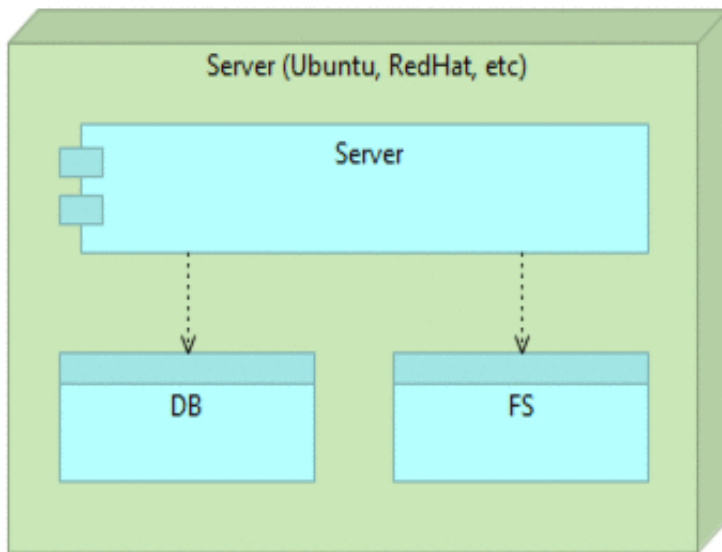 Server (Ubuntu, RedHat, etc)
Server
DB
FS